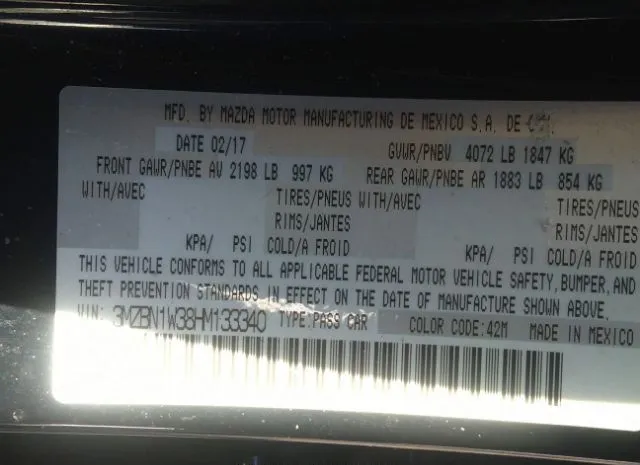 MFD. BY MAZDA MOTOR MANUFACTURING DE MEXICO S.A. DE C.V.
DATE 02/17 GVWR/PNBV 4072 LB 1847 KG
FRONT GAWR/PNBE AV 2198 LB 997 KG REAR GAWR/PNBE AR 1883 LB 854 KG
WITH/AVEC TIRES/PNEUS WITH/AVEC TIRES/PNEUS
RIMS/JANTES RIMS/JANTES
KPA/ PSI COLD/A FROID KPA/ PSI COLD/A FROID
THIS VEHICLE CONFORMS TO ALL APPLICABLE FEDERAL MOTOR VEHICLE SAFETY, BUMPER, AND
THEFT PREVENTION STANDARDS IN EFFECT ON THE DATE OF MANUFACTURE SHOWN ABOVE.
VIN: 3MZBN1W38HM133340 TYPE:PASS CAR COLOR CODE:42M MADE IN MEXICO